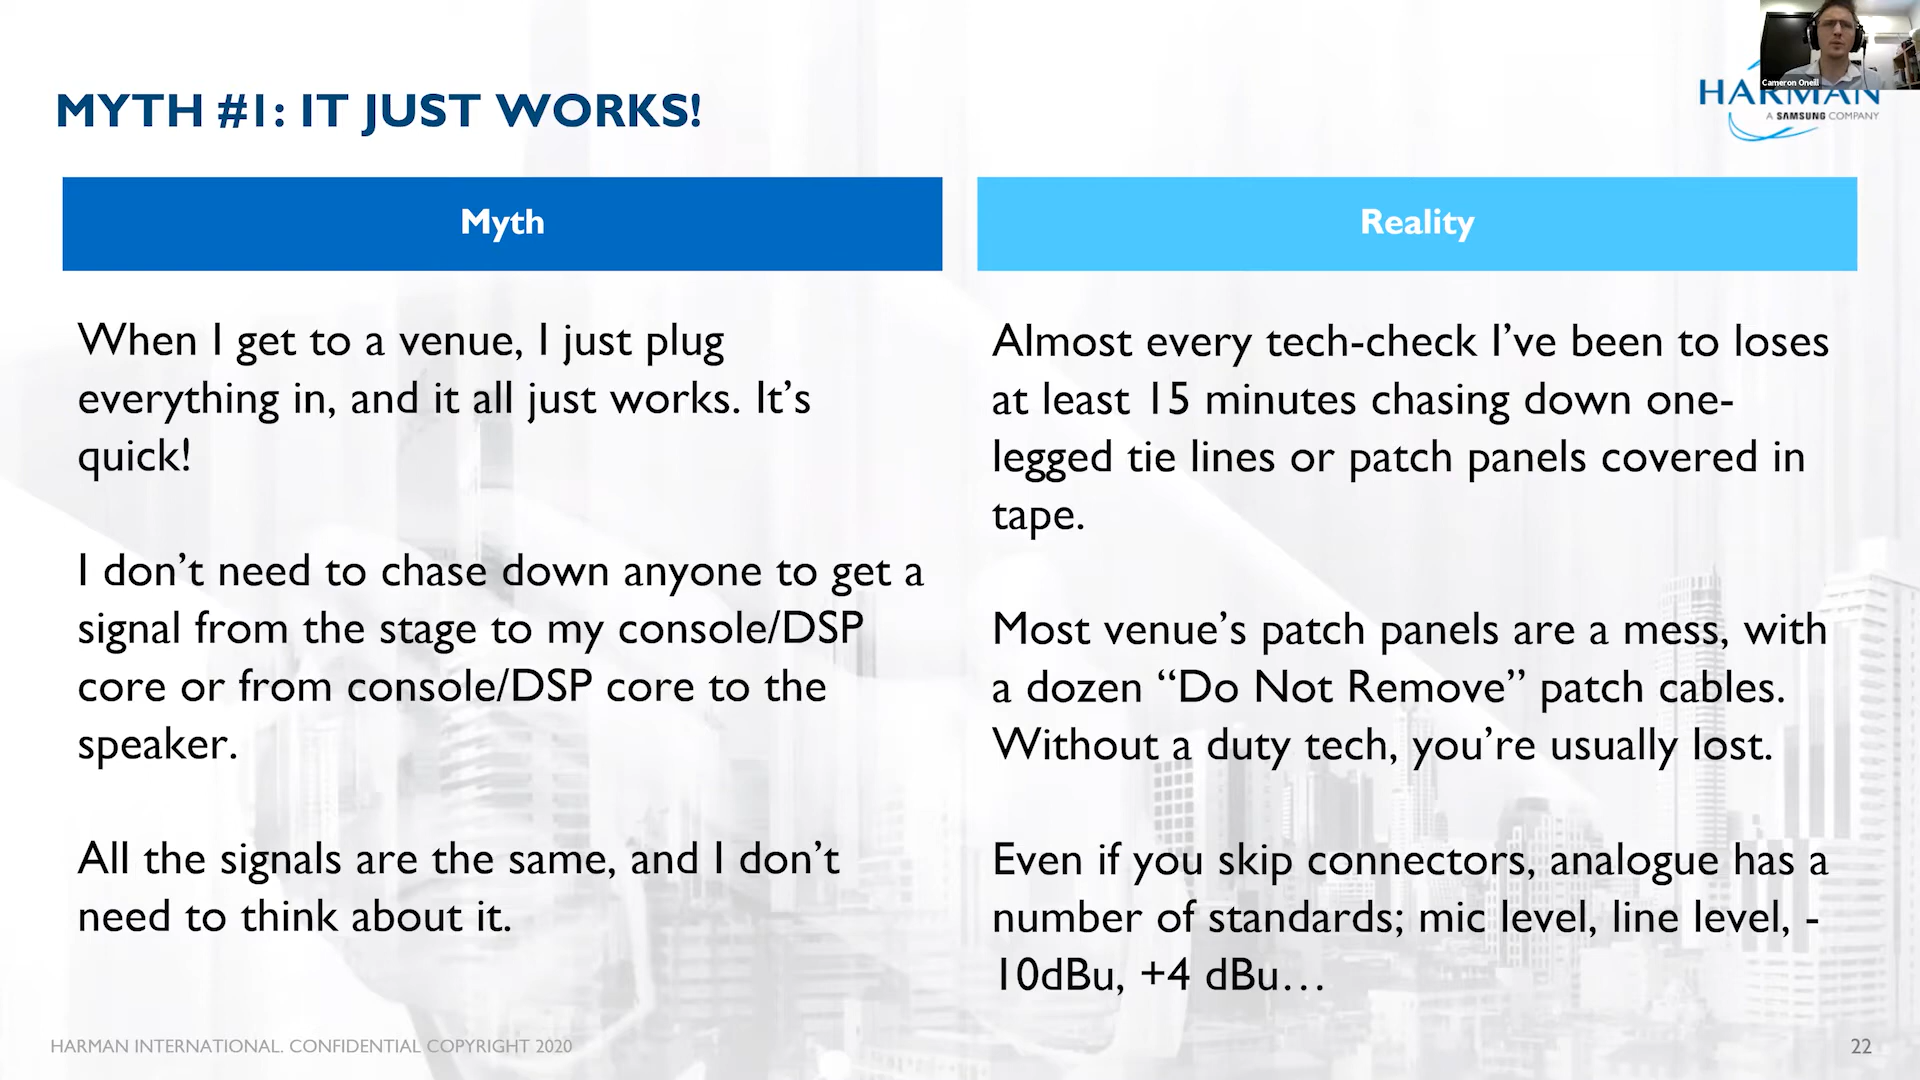 MYTH #1: IT JUST WORKS!
Cameron Oneill
HARMAN
A SAMSUNG COMPANY
Myth
When I get to a venue, I just plug
everything in, and it all just works. It’s
quick!
I don’t need to chase down anyone to get a
signal from the stage to my console/DSP
core or from console/DSP core to the
speaker.
All the signals are the same, and I don’t
need to think about it.
Reality
Almost every tech-check I’ve been to loses
at least 15 minutes chasing down one-
legged tie lines or patch panels covered in
tape.
Most venue’s patch panels are a mess, with
a dozen “Do Not Remove” patch cables.
Without a duty tech, you’re usually lost.
Even if you skip connectors, analogue has a
number of standards; mic level, line level, -
10dBu, +4 dBu…
HARMAN INTERNATIONAL. CONFIDENTIAL COPYRIGHT 2020
22